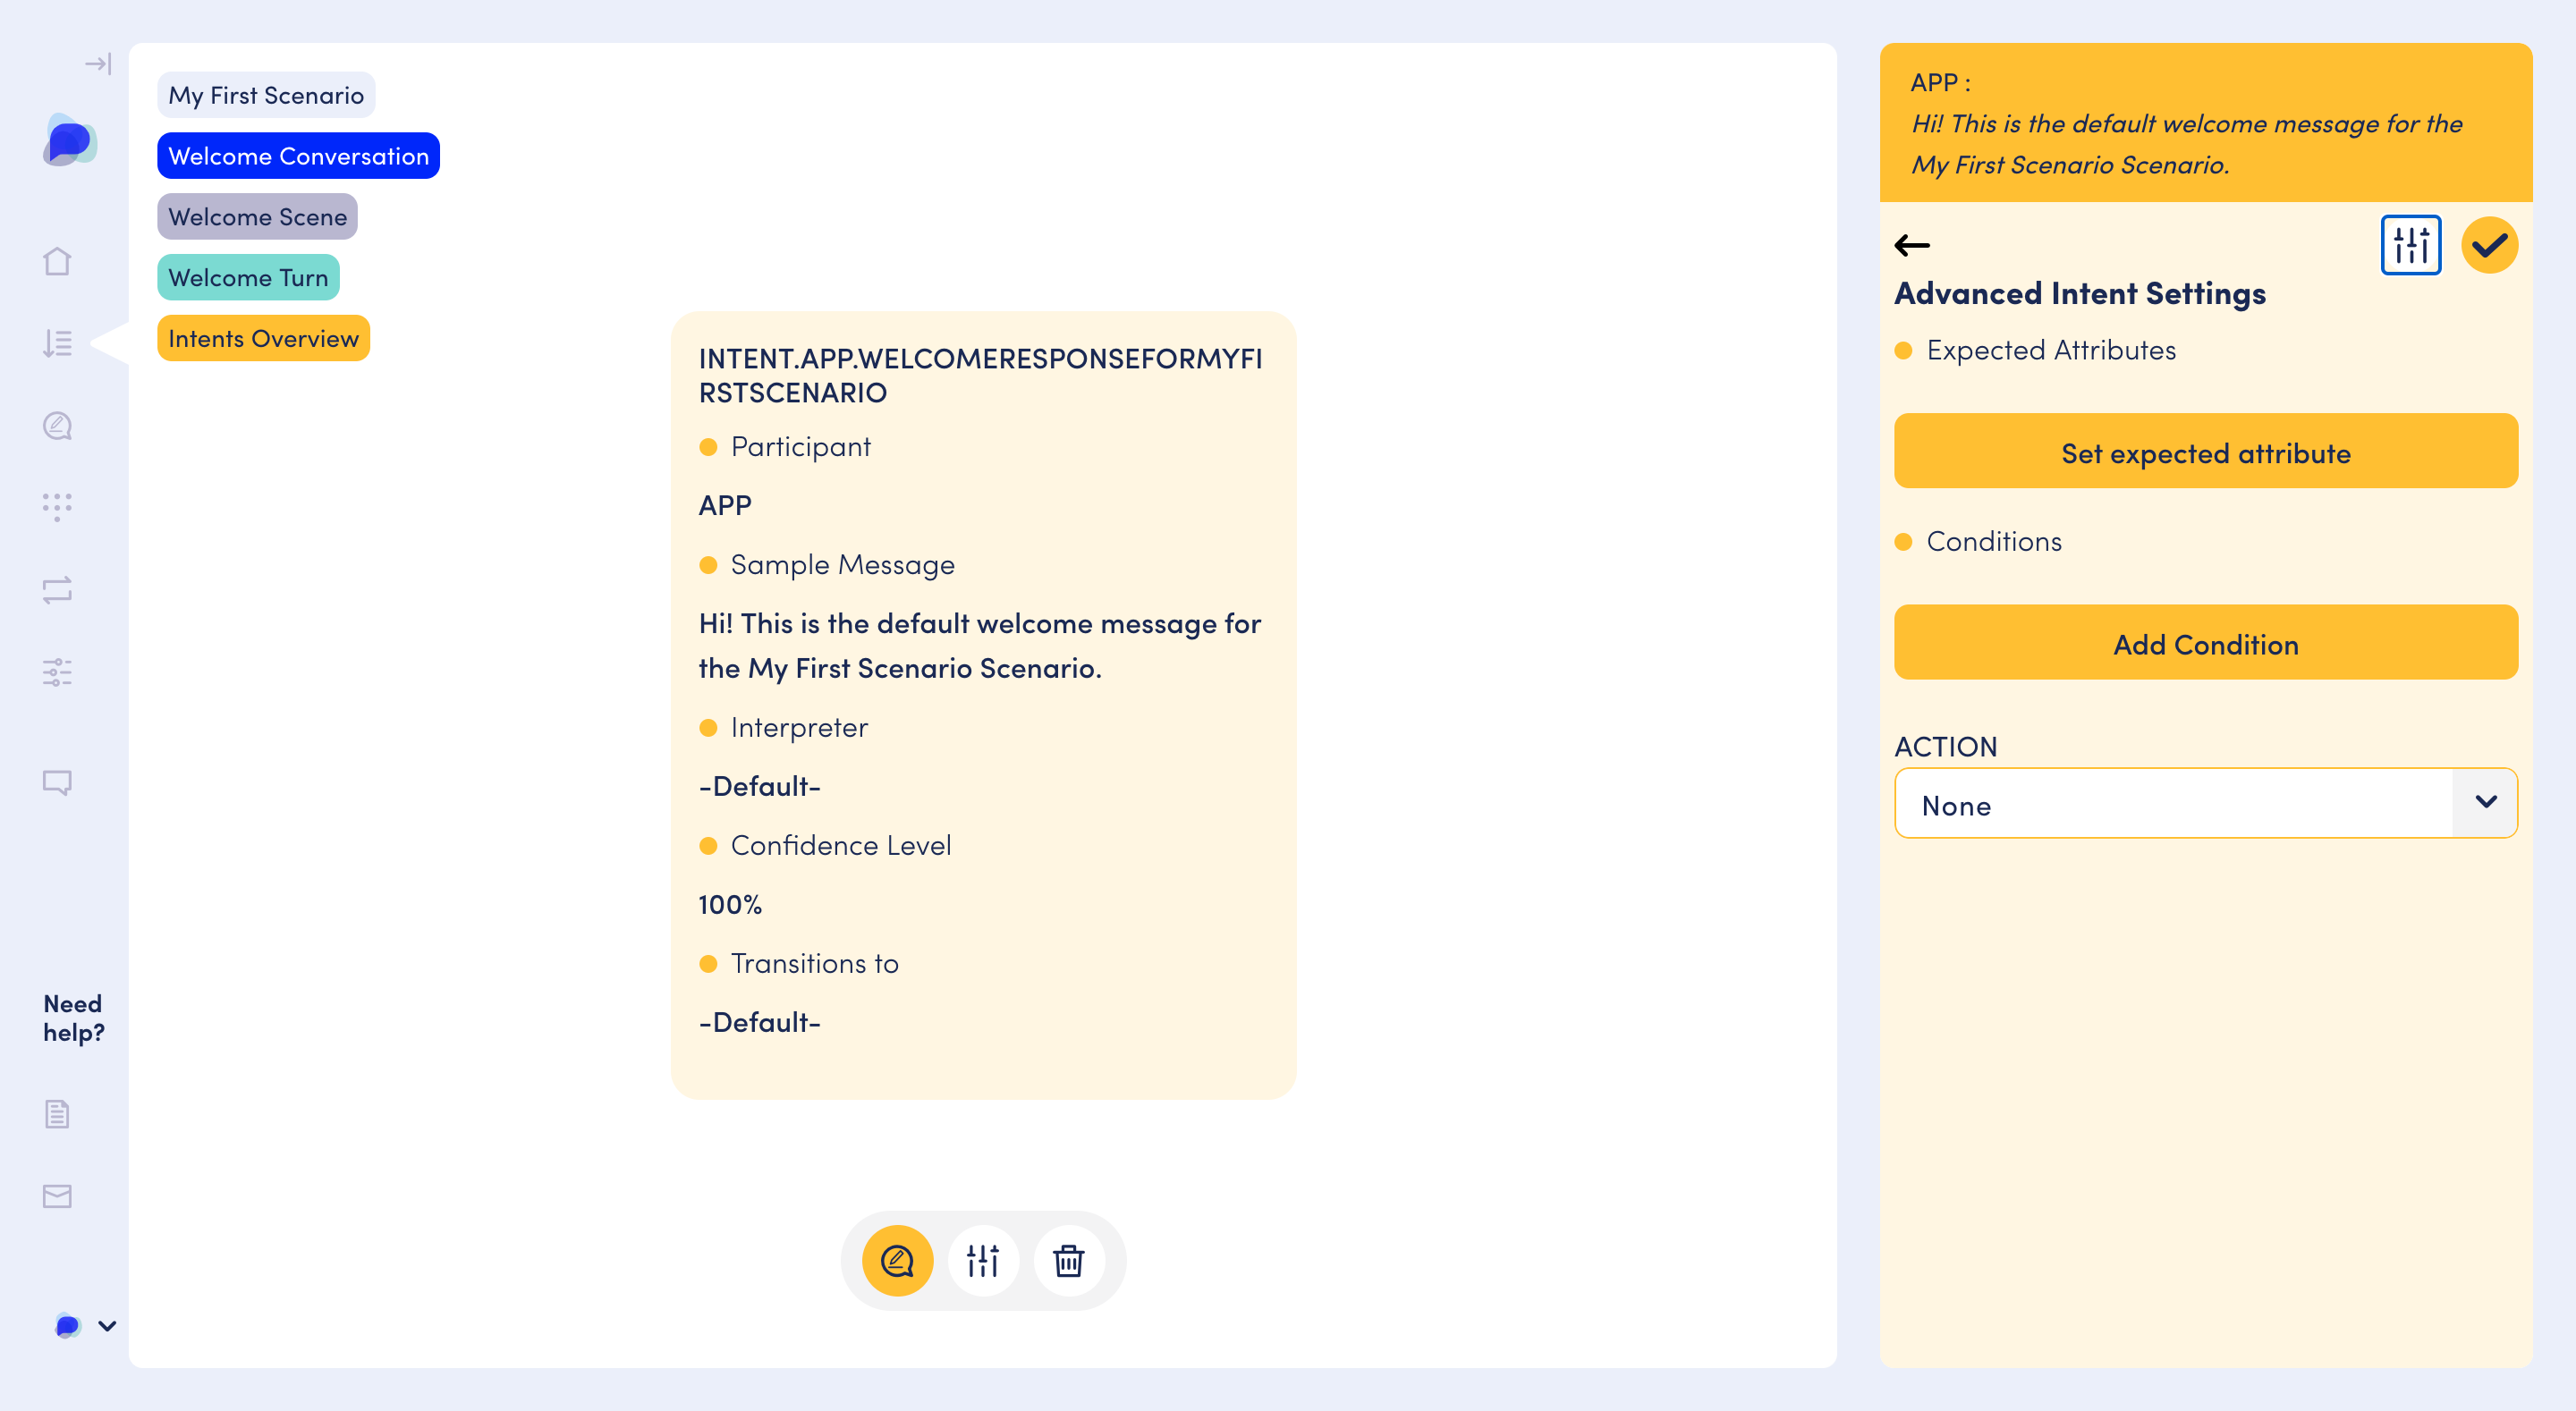 My First Scenario
Welcome Conversation
Welcome Scene
Welcome Turn
Intents Overview
Need
help?
INTENT.APP.WELCOMERESPONSEFORMYFI
RSTSCENARIO
Participant
APP
Sample Message
Hi! This is the default welcome message for
the My First Scenario Scenario.
Interpreter
-Default-
Confidence Level
100%
Transitions to
-Default-
APP :
Hi! This is the default welcome message for the
My First Scenario Scenario.
Advanced Intent Settings
Expected Attributes
Set expected attribute
Conditions
Add Condition
ACTION
None